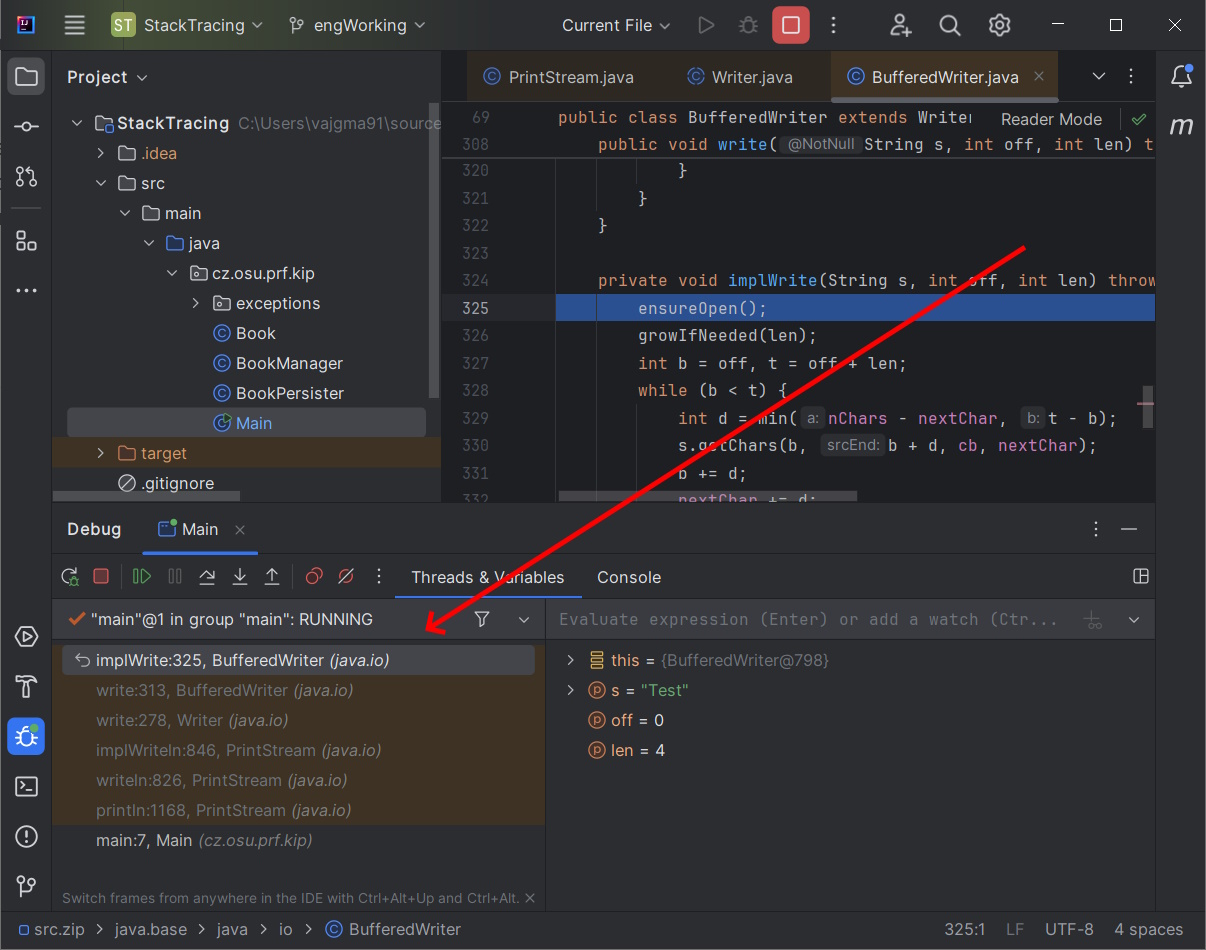 ST StackTracing engWorking Current File
Project
PrintStream.java Writer.java BufferedWriter.java
StackTracing C:\Users\vajgma91\source
.idea
src
main
java
cz.osu.prf.kip
exceptions
Book
BookManager
BookPersister
Main
target
.gitignore
69 public class BufferedWriter extends Writer Reader Mode
308 public void write( @NotNull String s, int off, int len) t
320 }
321 }
322 }
323
324 private void implWrite(String s, int off, int len) throw
325 ensureOpen();
326 growIfNeeded(len);
327 int b = off, t = off + len;
328 while (b < t) {
329 int d = min( a: nChars - nextChar, b: t - b);
330 s.getChars(b, srcEnd: b + d, cb, nextChar);
331 b += d;
332 nextChar += d;
m
Debug Main
Threads & Variables Console
"main"@1 in group "main": RUNNING
Evaluate expression (Enter) or add a watch (Ctr...
implWrite:325, BufferedWriter (java.io)
write:313, BufferedWriter (java.io)
write:278, Writer (java.io)
implWriteln:846, PrintStream (java.io)
writeln:826, PrintStream (java.io)
println:1168, PrintStream (java.io)
main:7, Main (cz.osu.prf.kip)
this = {BufferedWriter@798}
s = "Test"
off = 0
len = 4
Switch frames from anywhere in the IDE with Ctrl+Alt+Up and Ctrl+Alt.
src.zip java.base java io BufferedWriter 325:1 LF UTF-8 4 spaces